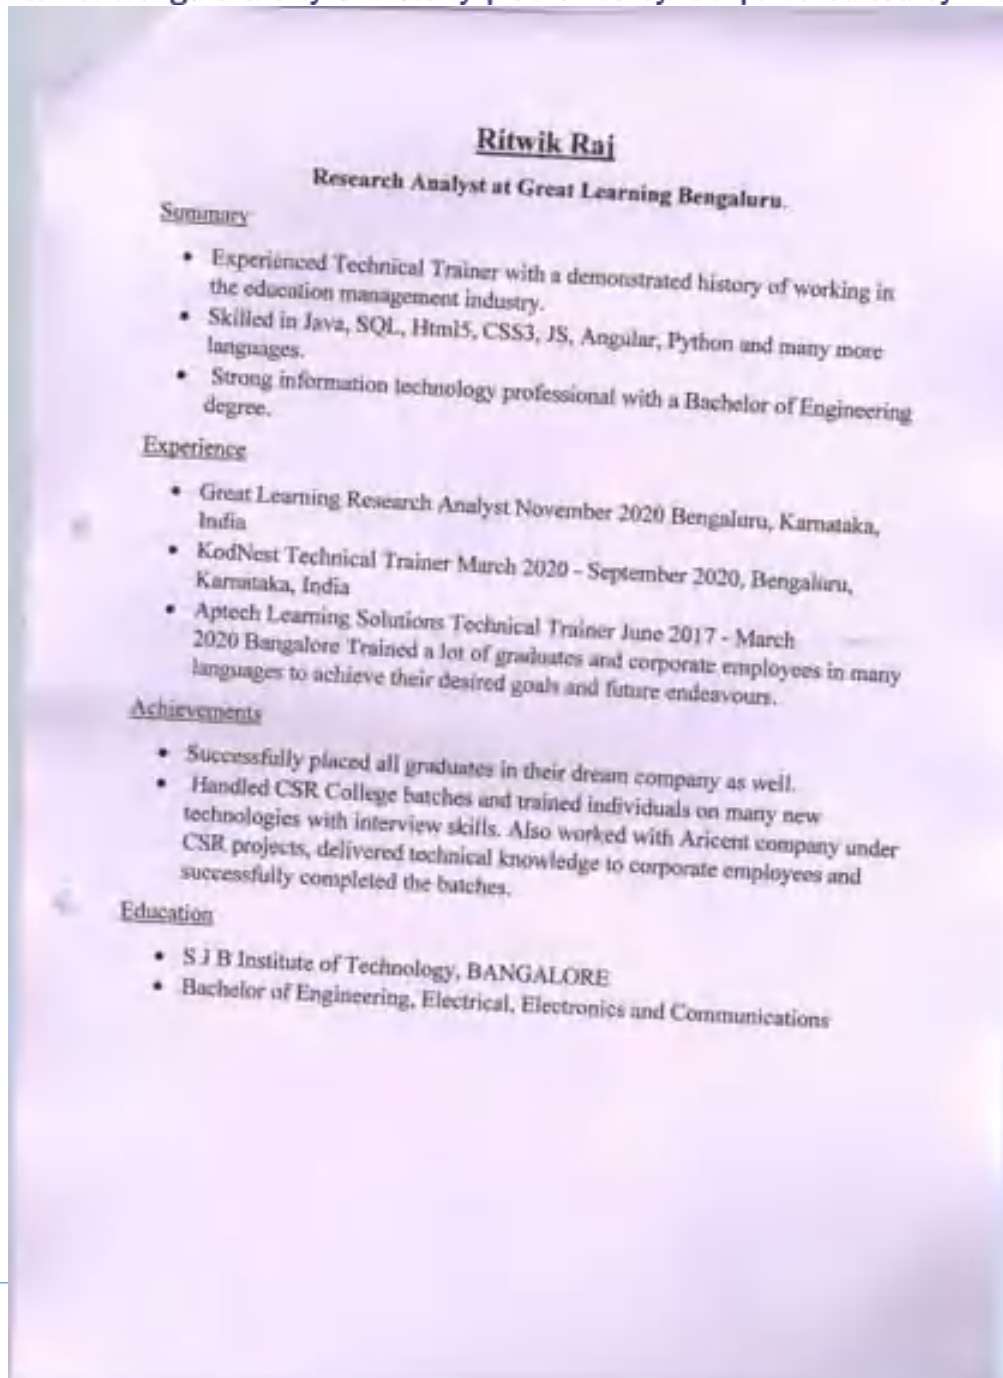 Ritwik Raj
Research Analyst at Great Learning Bengaluru.
Summary
• Experienced Technical Trainer with a demonstrated history of working in
the education management industry.
• Skilled in Java, SQL, Html5, CSS3, JS, Angular, Python and many more
languages.
• Strong information technology professional with a Bachelor of Engineering
degree.
Experience
• Great Learning Research Analyst November 2020 Bengaluru, Karnataka,
India
• KodNest Technical Trainer March 2020 - September 2020, Bengaluru,
Karnataka, India
• Aptech Learning Solutions Technical Trainer June 2017 - March
2020 Bangalore Trained a lot of graduates and corporate employees in many
languages to achieve their desired goals and future endeavours.
Achievements
• Successfully placed all graduates in their dream company as well.
• Handled CSR College batches and trained individuals on many new
technologies with interview skills. Also worked with Aricent company under
CSR projects, delivered technical knowledge to corporate employees and
successfully completed the batches.
Education
• S J B Institute of Technology, BANGALORE
• Bachelor of Engineering, Electrical, Electronics and Communications